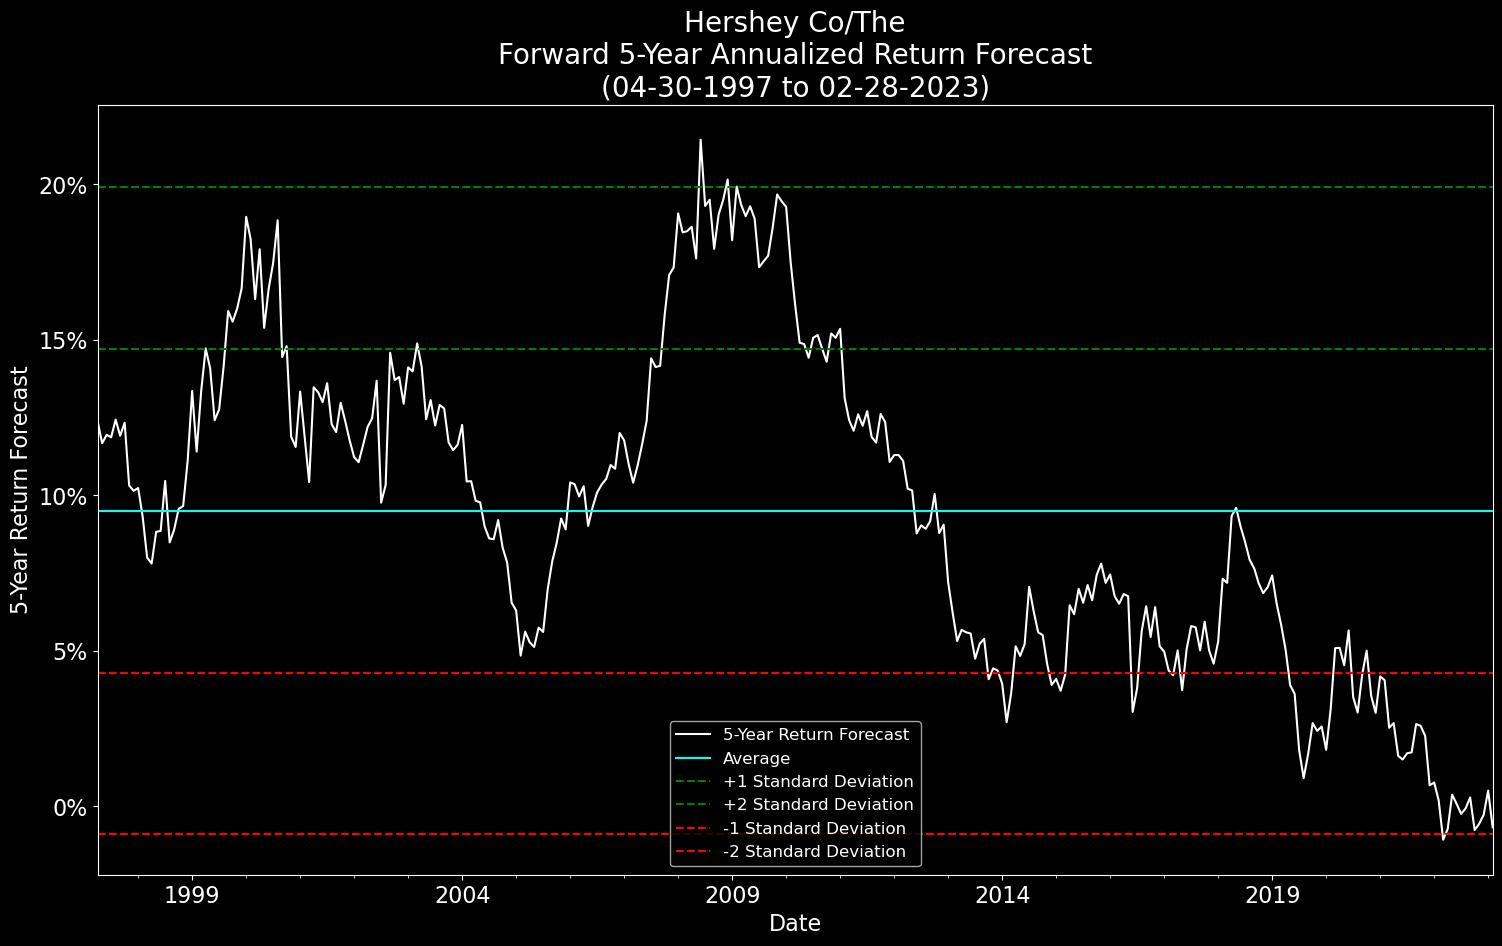 Hershey Co/The
Forward 5-Year Annualized Return Forecast
(04-30-1997 to 02-28-2023)
5-Year Return Forecast
20%
15%
10%
5%
0%
5-Year Return Forecast
Average
+1 Standard Deviation
+2 Standard Deviation
-1 Standard Deviation
-2 Standard Deviation
1999 2004 2009 2014 2019
Date